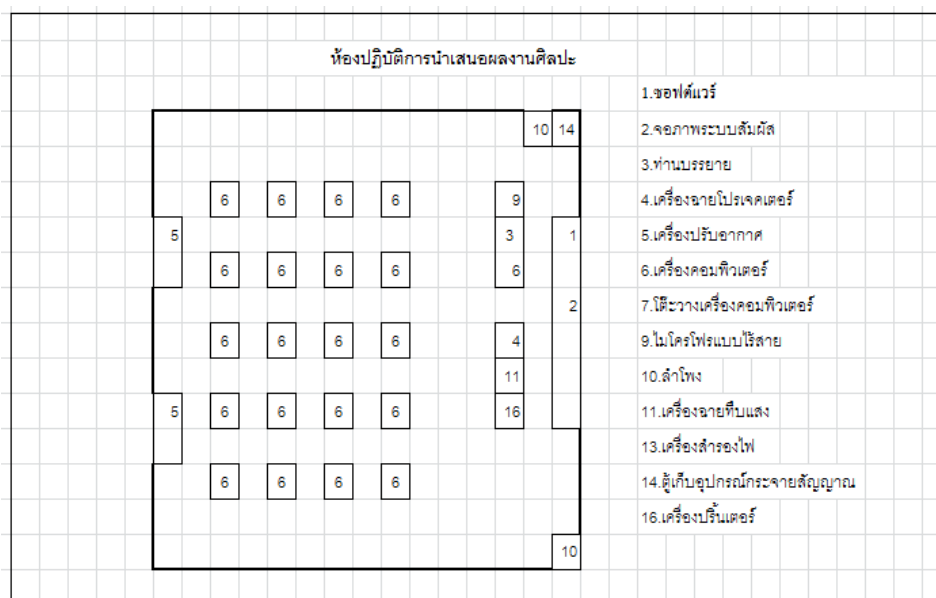 ห้องปฏิบัติการนำเสนอผลงานศิลปะ
1.ซอฟต์แวร์
10 14 2.จอภาพระบบสัมผัส
3.ท่านบรรยาย
6 6 6 6 9 4.เครื่องฉายโปรเจคเตอร์
5 3 1 5.เครื่องปรับอากาศ
6 6 6 6 6 6.เครื่องคอมพิวเตอร์
2 7.โต๊ะวางเครื่องคอมพิวเตอร์
6 6 6 6 4 9.ไมโครโฟรแบบไร้สาย
11 10.ลำโพง
5 6 6 6 6 16 11.เครื่องฉายทึบแสง
13.เครื่องสำรองไฟ
6 6 6 6 14.ตู้เก็บอุปกรณ์กระจายสัญญาณ
16.เครื่องปริ้นเตอร์
10